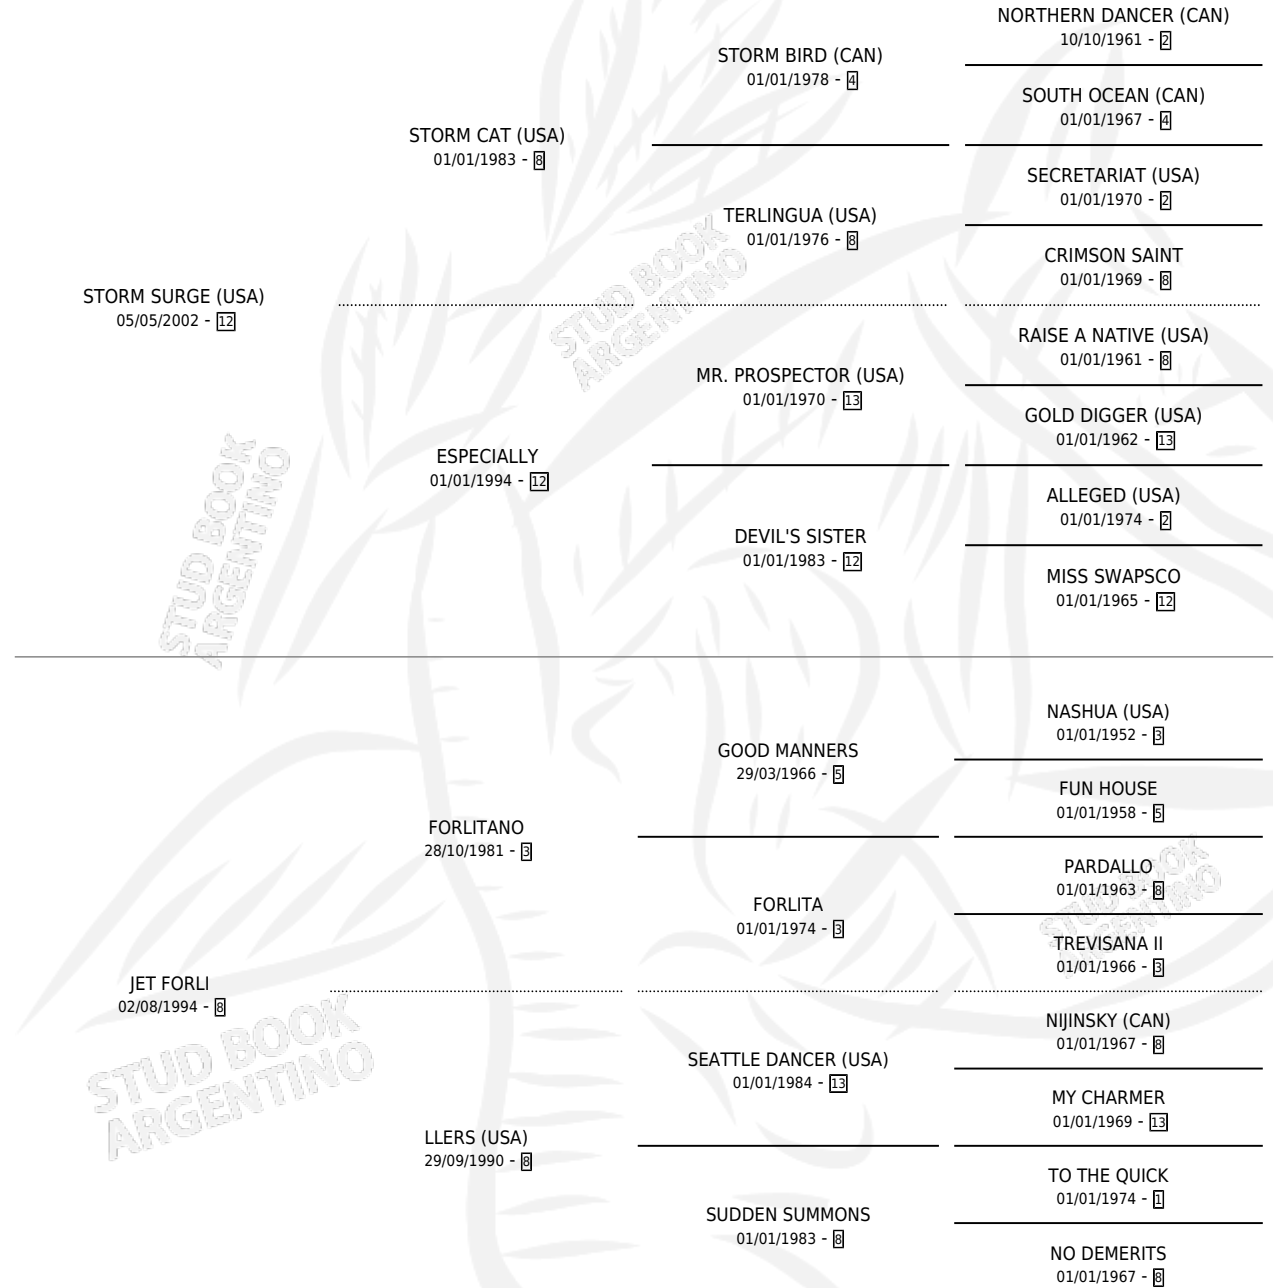 NORTHERN DANCER (CAN)
10/10/1961 - 2
STORM BIRD (CAN)
01/01/1978 - 4
SOUTH OCEAN (CAN)
01/01/1967 - 4
STORM CAT (USA)
01/01/1983 - 8
SECRETARIAT (USA)
01/01/1970 - 2
TERLINGUA (USA)
01/01/1976 - 8
CRIMSON SAINT
01/01/1969 - 8
STORM SURGE (USA)
05/05/2002 - 12
STUD BOOK
ARGENTINO
RAISE A NATIVE (USA)
01/01/1961 - 8
MR. PROSPECTOR (USA)
01/01/1970 - 13
GOLD DIGGER (USA)
01/01/1962 - 13
ESPECIALLY
01/01/1994 - 12
ALLEGED (USA)
01/01/1974 - 2
DEVIL'S SISTER
01/01/1983 - 12
MISS SWAPSCO
01/01/1965 - 12
STUD BOOK
ARGENTINO
NASHUA (USA)
01/01/1952 - 3
GOOD MANNERS
29/03/1966 - 5
FUN HOUSE
01/01/1958 - 5
FORLITANO
28/10/1981 - 3
PARDALLO
01/01/1963 - 8
FORLITA
01/01/1974 - 3
TREVISANA II
01/01/1966 - 3
STUD BOOK
ARGENTINO
JET FORLI
02/08/1994 - 8
NIJINSKY (CAN)
01/01/1967 - 8
SEATTLE DANCER (USA)
01/01/1984 - 13
MY CHARMER
01/01/1969 - 13
STUD BOOK
ARGENTINO
LLERS (USA)
29/09/1990 - 8
TO THE QUICK
01/01/1974 - 1
SUDDEN SUMMONS
01/01/1983 - 8
NO DEMERITS
01/01/1967 - 8